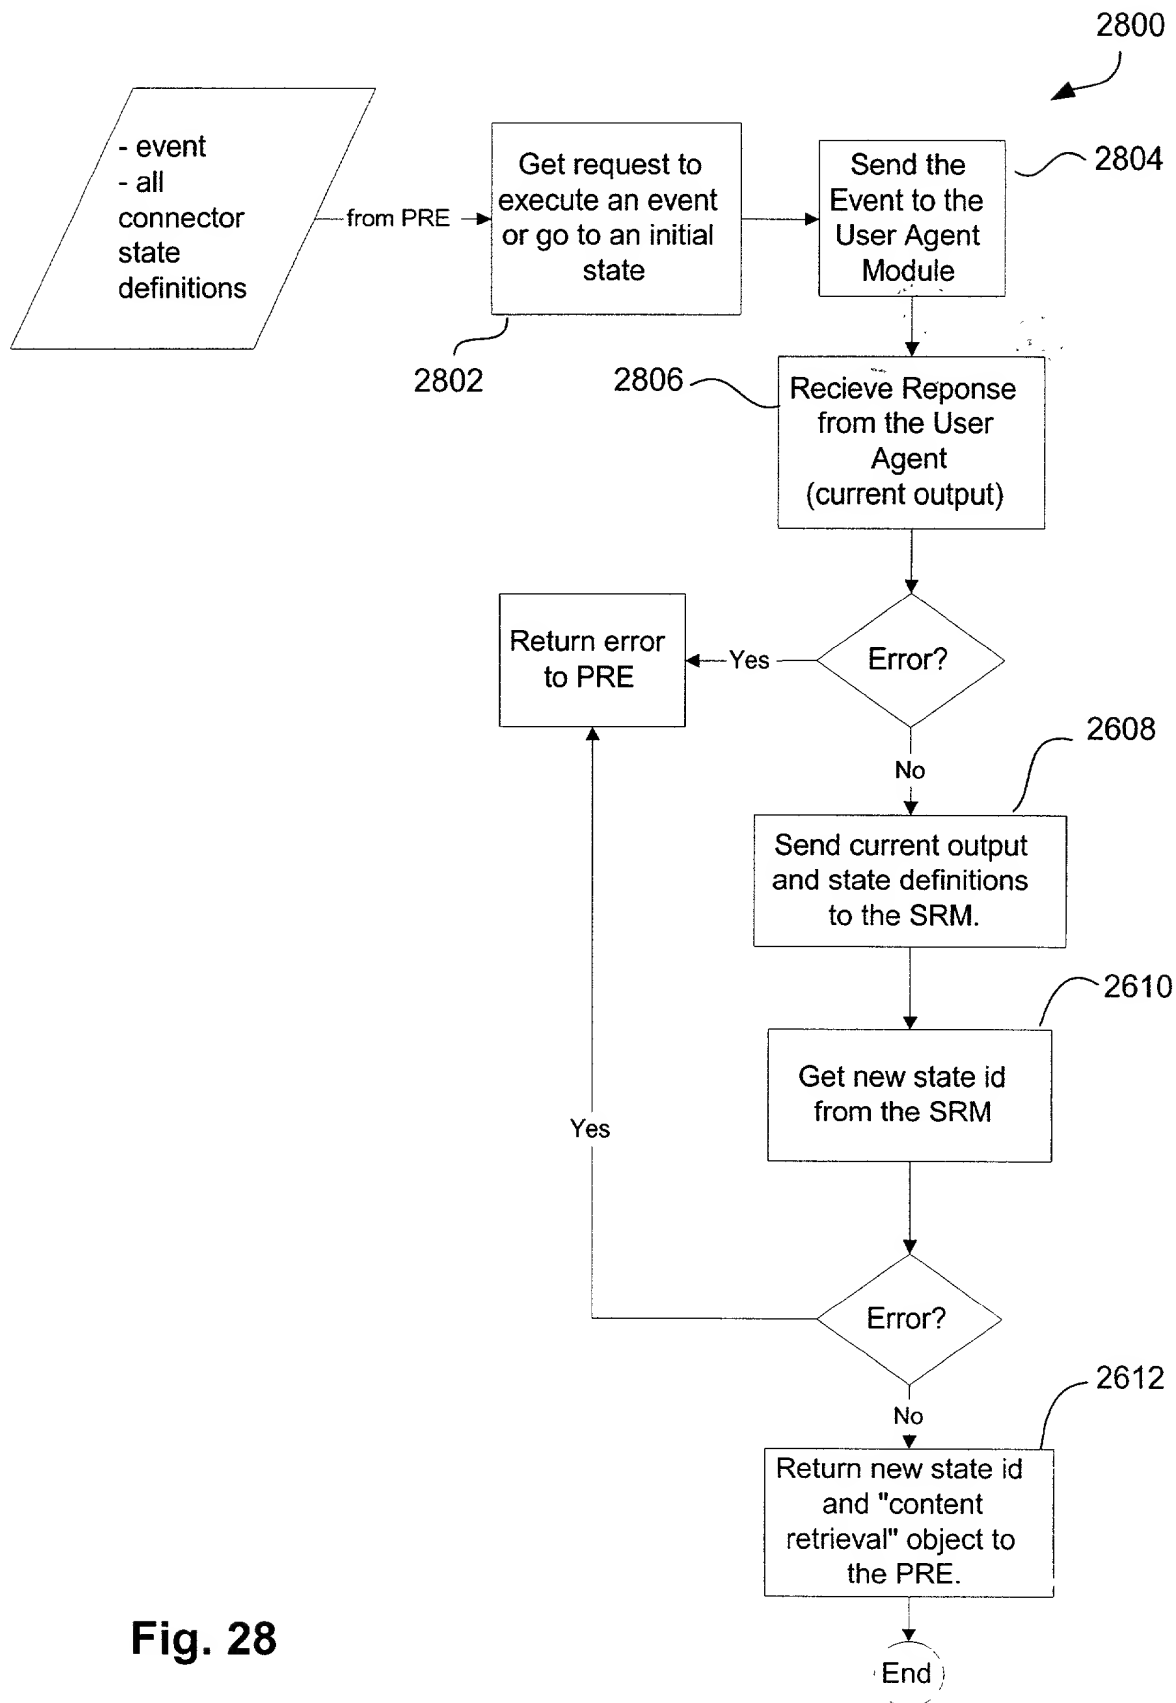 2800
- event
- all
connector
state
definitions
from PRE
Get request to
execute an event
or go to an initial
state
2802
Send the
Event to the
User Agent
Module
2804
2806
Recieve Reponse
from the User
Agent
(current output)
Error?
Yes
Return error
to PRE
No
2608
Send current output
and state definitions
to the SRM.
2610
Get new state id
from the SRM
Yes
Error?
No
2612
Return new state id
and "content
retrieval" object to
the PRE.
End
Fig. 28